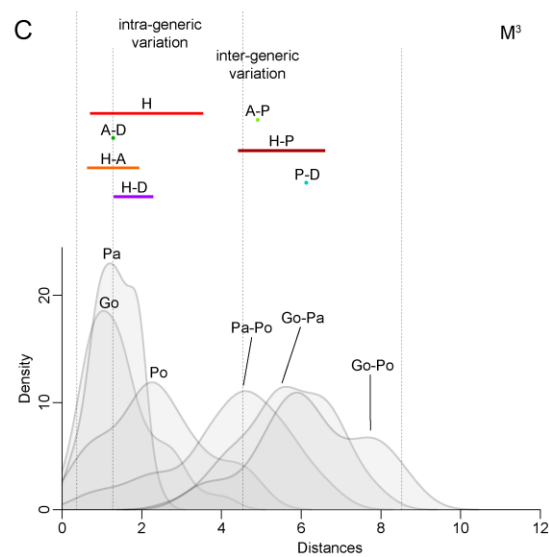 C
intra-generic
variation
M³
inter-generic
variation
H
A-P
A-D
H-P
H-A
P-D
H-D
Pa
20
Go
Go-Pa
Pa-Po
Go-Po
Po
Density
10
0
0 2 4 6 8 10 12
Distances